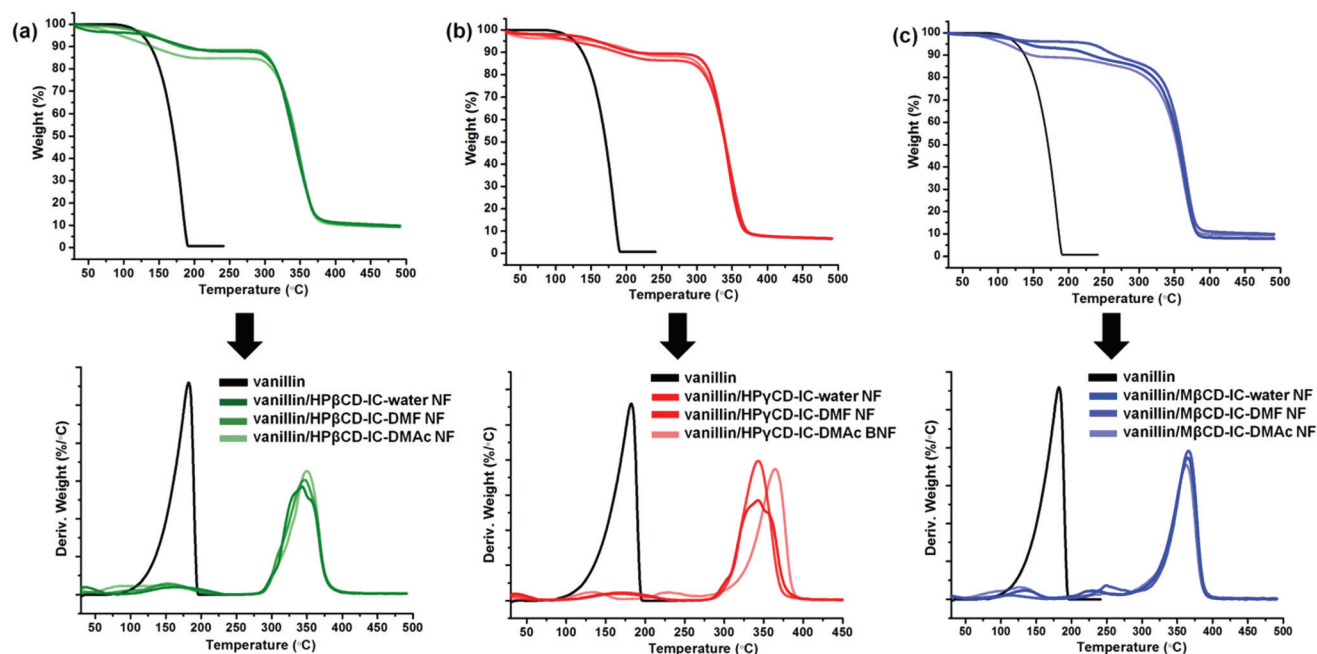 (a)
Weight (%)
100
90
80
70
60
50
40
30
20
10
0
50 100 150 200 250 300 350 400 450 500
Temperature (°C)
(b)
Weight (%)
100
90
80
70
60
50
40
30
20
10
0
50 100 150 200 250 300 350 400 450 500
Temperature (°C)
(c)
Weight (%)
100
90
80
70
60
50
40
30
20
10
0
50 100 150 200 250 300 350 400 450 500
Temperature (°C)
vanillin
vanillin/HPβCD-IC-water NF
vanillin/HPβCD-IC-DMF NF
vanillin/HPβCD-IC-DMAc NF
Deriv. Weight (%/°C)
50 100 150 200 250 300 350 400 450 500
Temperature (°C)
vanillin
vanillin/HPγCD-IC-water NF
vanillin/HPγCD-IC-DMF NF
vanillin/HPγCD-IC-DMAc BNF
Deriv. Weight (%/°C)
50 100 150 200 250 300 350 400 450
Temperature (°C)
vanillin
vanillin/MβCD-IC-water NF
vanillin/MβCD-IC-DMF NF
vanillin/MβCD-IC-DMAc NF
Deriv. Weight (%/°C)
50 100 150 200 250 300 350 400 450 500
Temperature (°C)